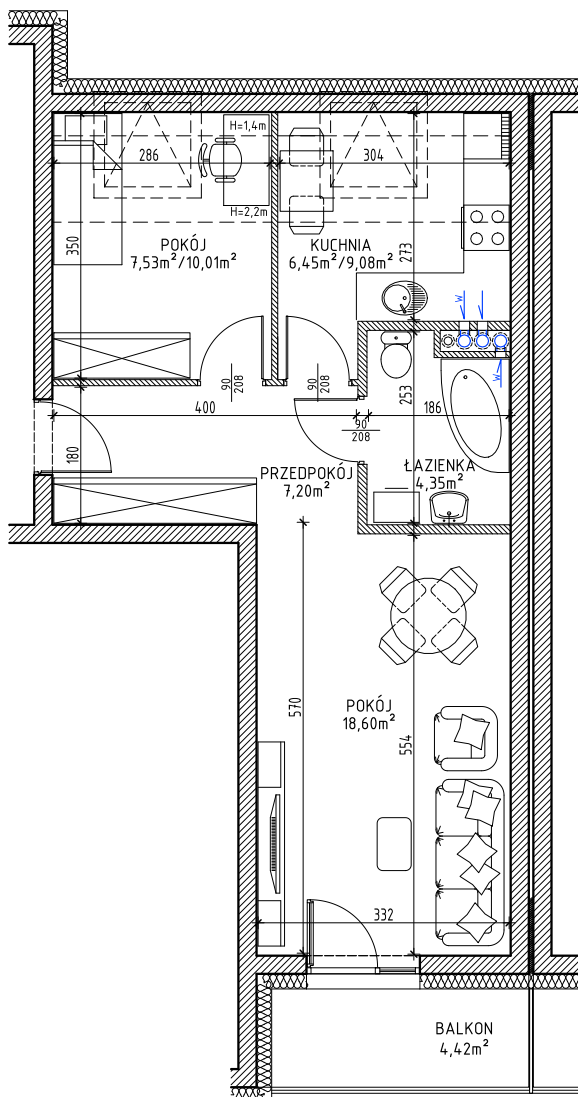 H=1,4m
286
304
H=2,2m
POKÓJ
7,53m²/10,01m²
KUCHNIA
6,45m²/9,08m²
350
273
W
W
90
208
90
208
253
400
186
90
208
180
PRZEDPOKÓJ
7,20m²
ŁAZIENKA
4,35m²
POKÓJ
18,60m²
570
554
332
BALKON
4,42m²